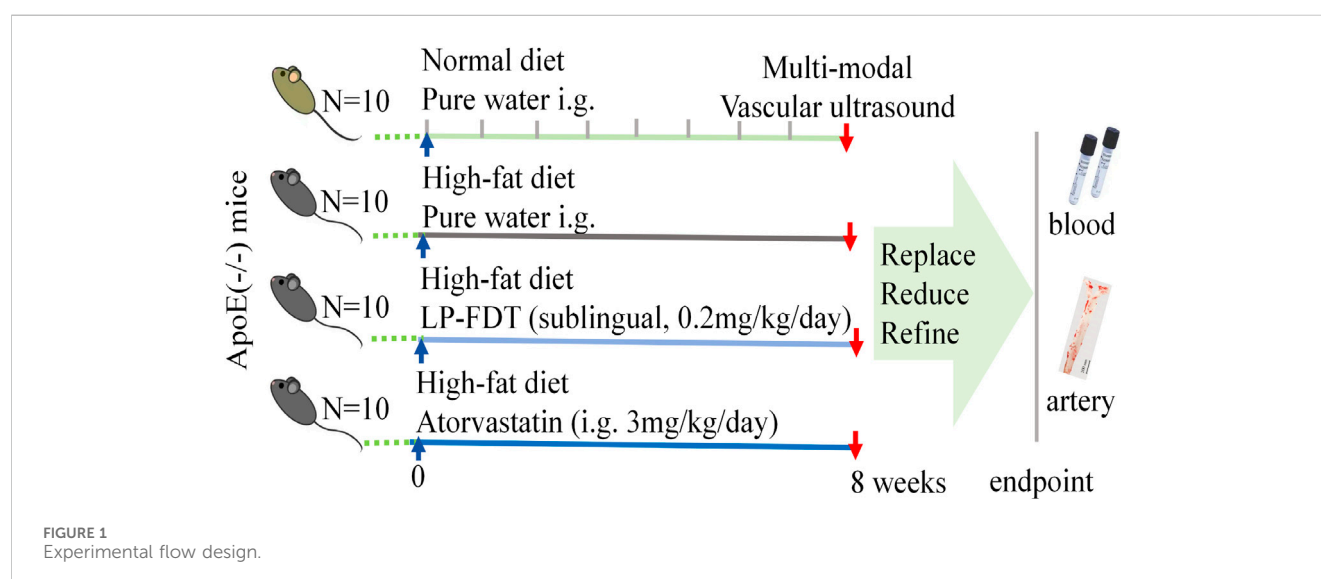 ApoE(-/-) mice
N=10
Normal diet
Pure water i.g.
Multi-modal
Vascular ultrasound
N=10
High-fat diet
Pure water i.g.
N=10
High-fat diet
LP-FDT (sublingual, 0.2mg/kg/day)
N=10
High-fat diet
Atorvastatin (i.g. 3mg/kg/day)
0
8 weeks
Replace
Reduce
Refine
blood
artery
endpoint
FIGURE 1
Experimental flow design.